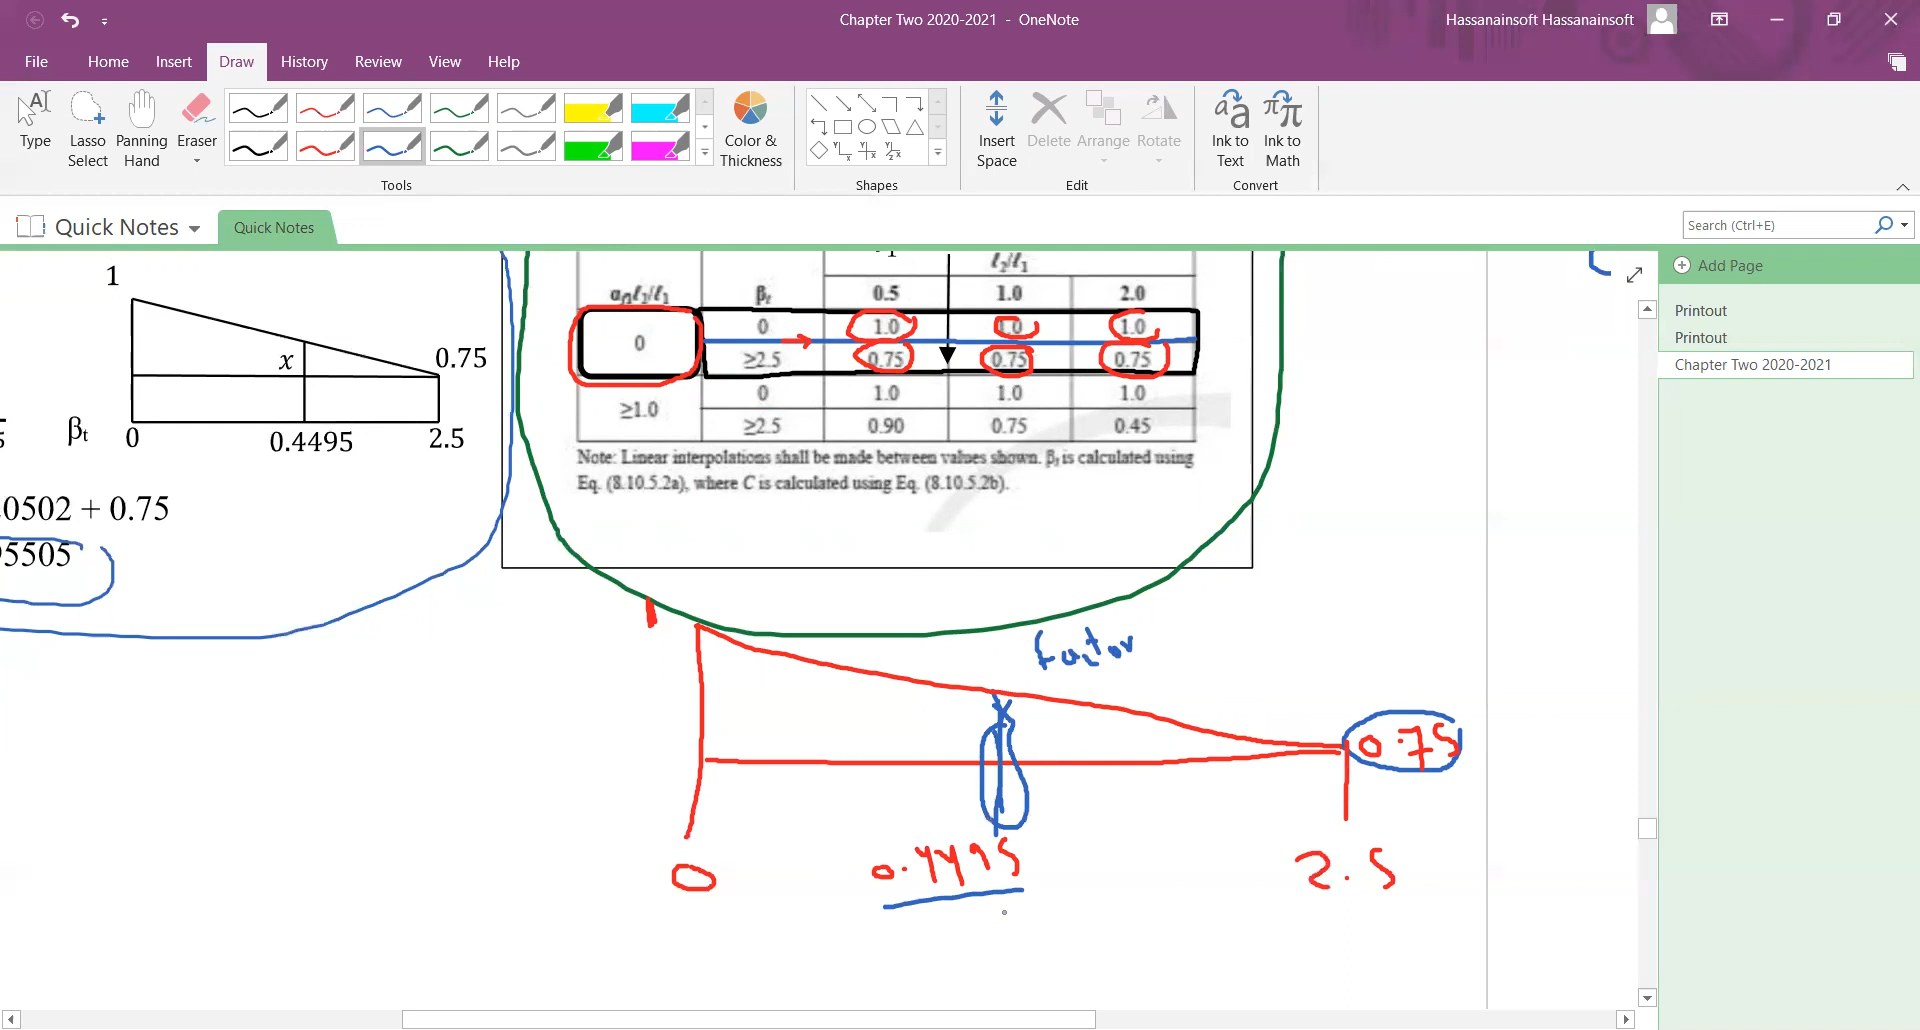 Chapter Two 2020-2021 - OneNote
Hassanainsoft Hassanainsoft
File Home Insert Draw History Review View Help
Type
Lasso Select
Panning Hand
Eraser
Color & Thickness
Insert Space
Delete
Arrange
Rotate
Ink to Text
Ink to Math
Tools
Shapes
Edit
Convert
Quick Notes
Quick Notes
Search (Ctrl+E)
Add Page
Printout
Printout
Chapter Two 2020-2021
1
x
0.75
βt
0 0.4495 2.5
0502 + 0.75
95505
ℓ2/ℓ1
αf1ℓ2/ℓ1 βt 0.5 1.0 2.0
0 0 1.0 1.0 1.0
≥2.5 0.75 0.75 0.75
≥1.0 0 1.0 1.0 1.0
≥2.5 0.90 0.75 0.45
Note: Linear interpolations shall be made between values shown. βt is calculated using
Eq. (8.10.5.2a), where C is calculated using Eq. (8.10.5.2b).
1
factor
0.75
0 0.4495 2.5